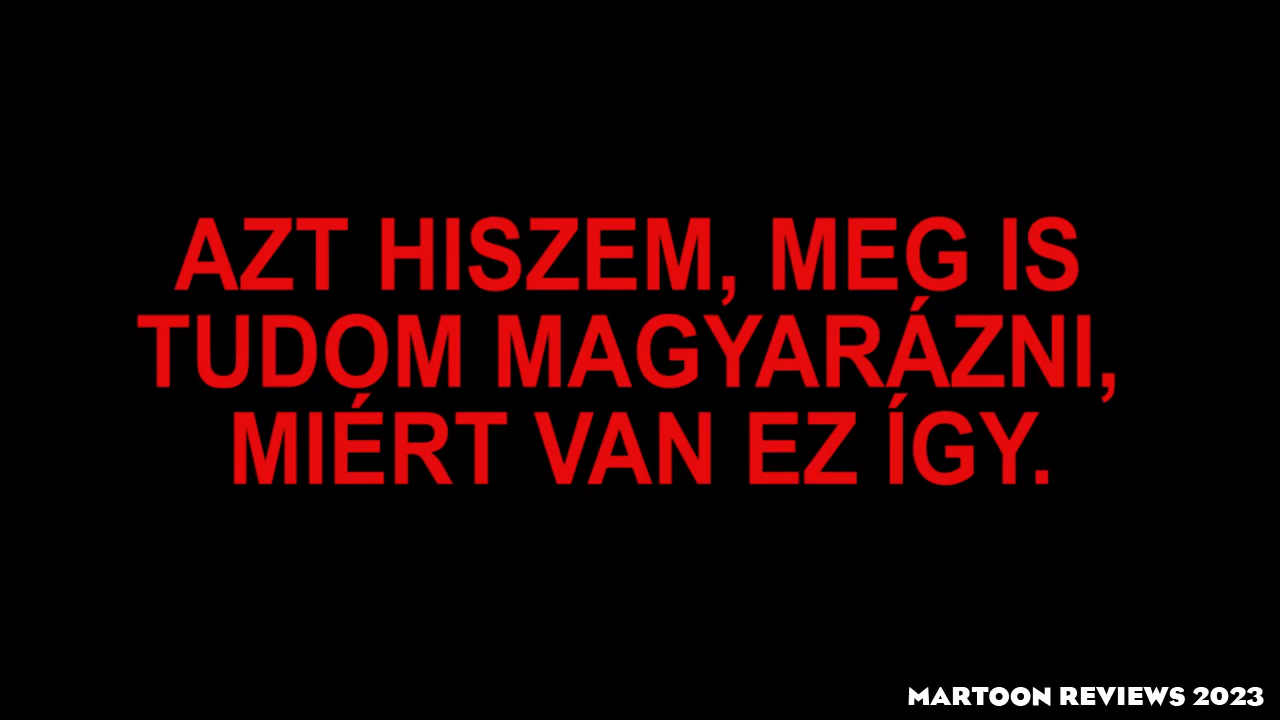 AZT HISZEM, MEG IS
TUDOM MAGYARÁZNI,
MIÉRT VAN EZ ÍGY.
MARTOON REVIEWS 2023